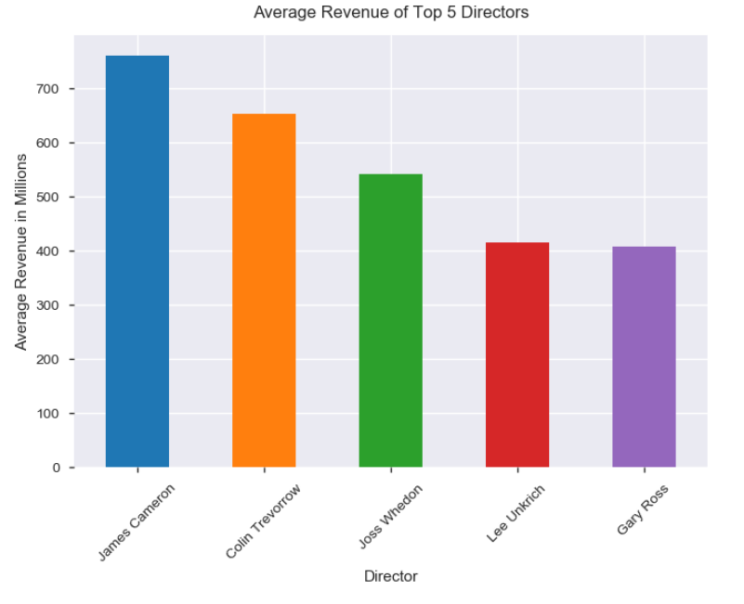 Average Revenue of Top 5 Directors
Average Revenue in Millions
700
600
500
400
300
200
100
0
James Cameron
Colin Trevorrow
Joss Whedon
Lee Unkrich
Gary Ross
Director